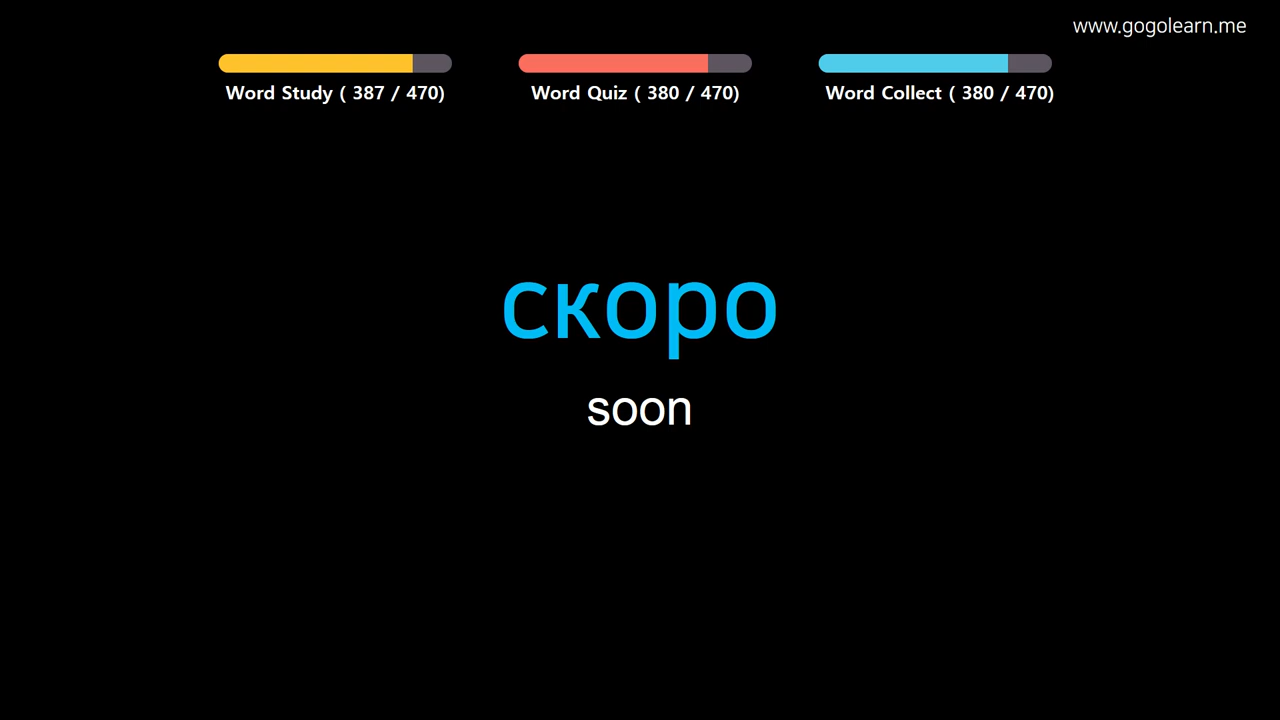 www.gogolearn.me
Word Study ( 387 / 470)
Word Quiz ( 380 / 470)
Word Collect ( 380 / 470)
скоро
soon